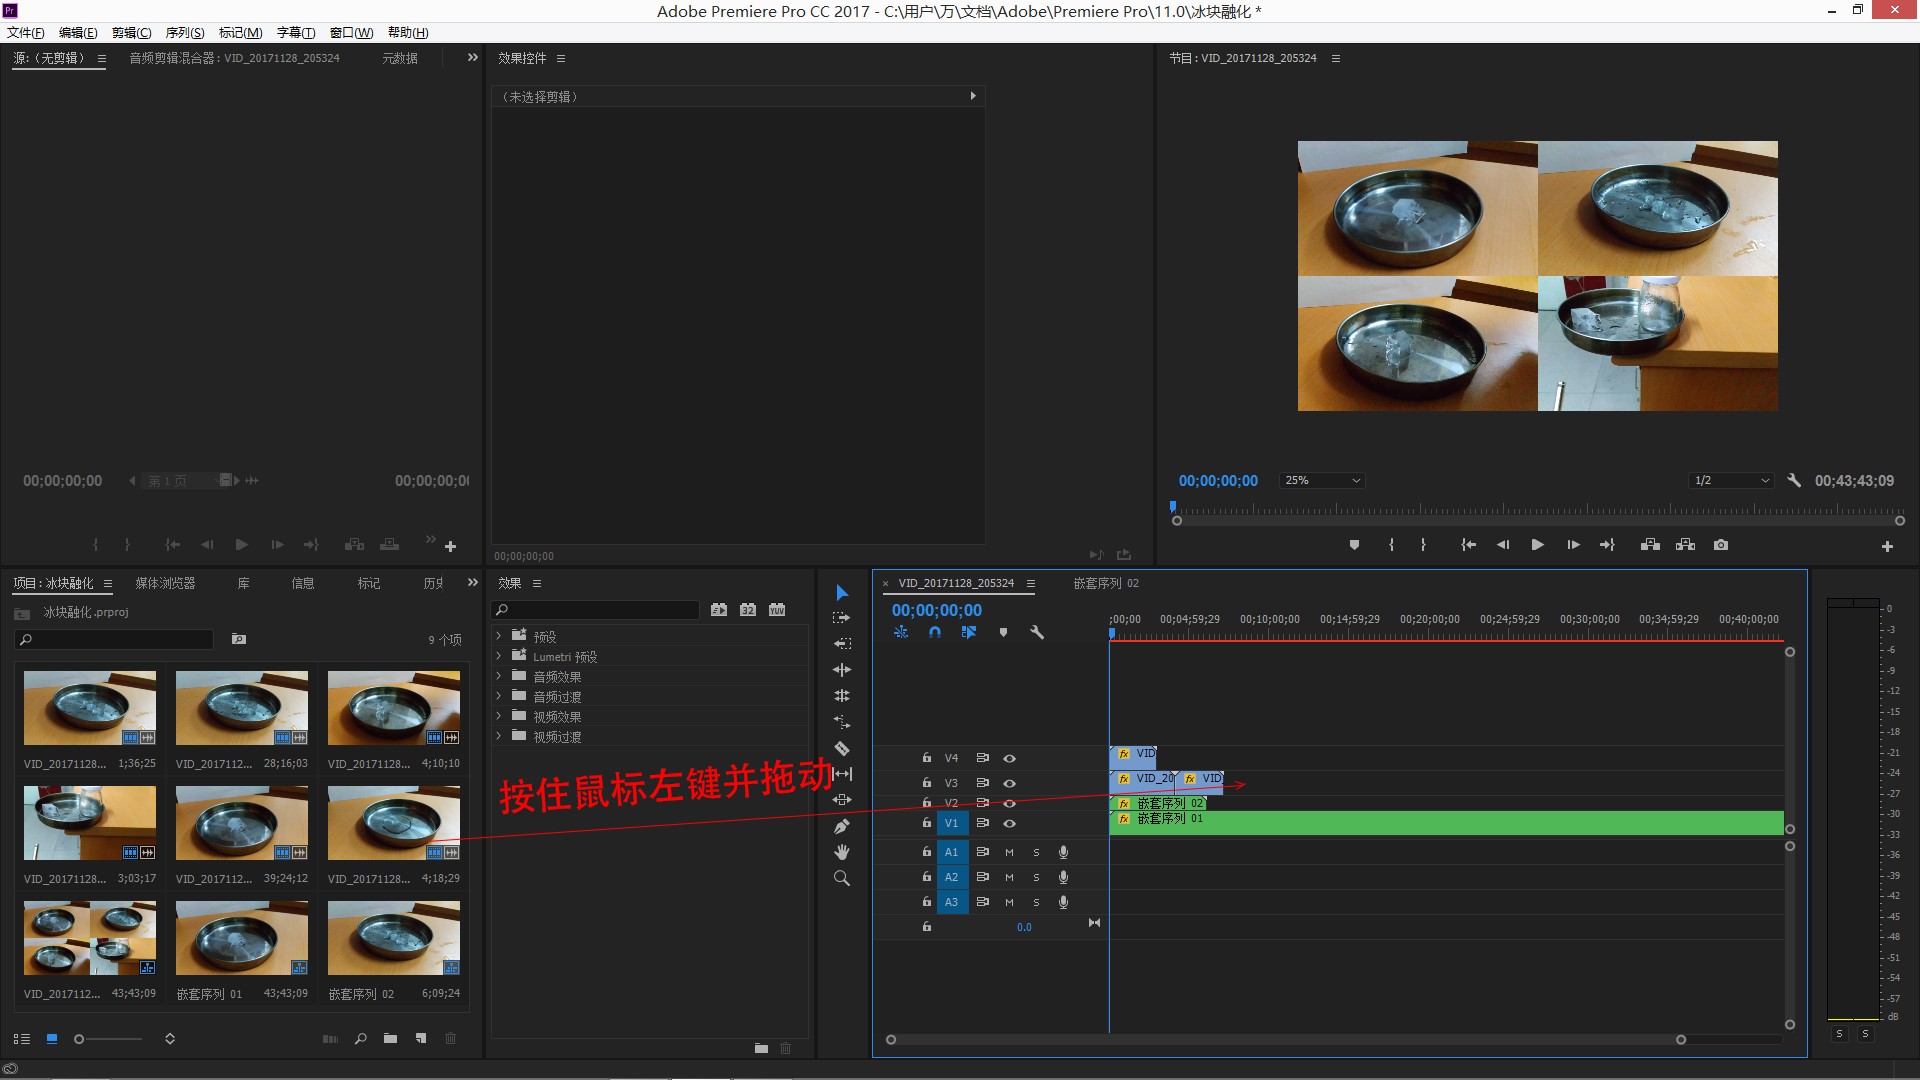 Adobe Premiere Pro CC 2017 - C:\用户\万\文档\Adobe\Premiere Pro\11.0\冰块融化 *
文件(F) 编辑(E) 剪辑(C) 序列(S) 标记(M) 字幕(T) 窗口(W) 帮助(H)
源:（无剪辑） 音频剪辑混合器: VID_20171128_205324 元数据
效果控件
节目: VID_20171128_205324
（未选择剪辑）
00;00;00;00 第 1 页 00;00;00;00
00;00;00;00 25% 1/2 00;43;43;09
00;00;00;00
项目: 冰块融化 媒体浏览器 库 信息 标记 历史
冰块融化.prproj
9 个项
VID_20171128... 1;36;25
VID_2017112... 28;16;03
VID_20171128... 4;10;10
VID_20171128... 3;03;17
VID_2017112... 39;24;12
VID_20171128... 4;18;29
VID_2017112... 43;43;09
嵌套序列 01 43;43;09
嵌套序列 02 6;09;24
效果
32 YUV
预设
Lumetri 预设
音频效果
音频过渡
视频效果
视频过渡
按住鼠标左键并拖动
× VID_20171128_205324 嵌套序列 02
00;00;00;00
;00;00 00;04;59;29 00;10;00;00 00;14;59;29 00;20;00;00 00;24;59;29 00;30;00;00 00;34;59;29 00;40;00;00
V4 fx VID
V3 fx VID_20 fx VID
V2 fx 嵌套序列 02
V1 fx 嵌套序列 01
A1 M S
A2 M S
A3 M S
0.0
0
-3
-6
-9
-12
-15
-18
-21
-24
-27
-30
-33
-36
-39
-42
-45
-48
-51
-54
-57
dB
S S